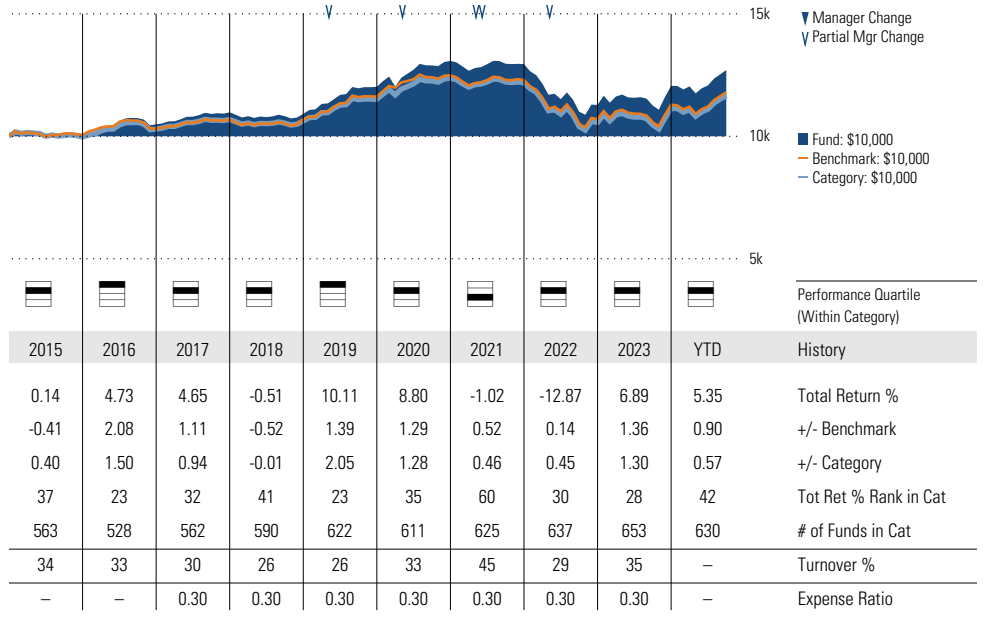 15k
▼ Manager Change
Partial Mgr Change
10k
Fund: $10,000
Benchmark: $10,000
Category: $10,000
5k
Performance Quartile
(Within Category)
2015 2016 2017 2018 2019 2020 2021 2022 2023 YTD History
0.14 4.73 4.65 -0.51 10.11 8.80 -1.02 -12.87 6.89 5.35 Total Return %
-0.41 2.08 1.11 -0.52 1.39 1.29 0.52 0.14 1.36 0.90 +/- Benchmark
0.40 1.50 0.94 -0.01 2.05 1.28 0.46 0.45 1.30 0.57 +/- Category
37 23 32 41 23 35 60 30 28 42 Tot Ret % Rank in Cat
563 528 562 590 622 611 625 637 653 630 # of Funds in Cat
34 33 30 26 26 33 45 29 35 – Turnover %
– – 0.30 0.30 0.30 0.30 0.30 0.30 0.30 – Expense Ratio